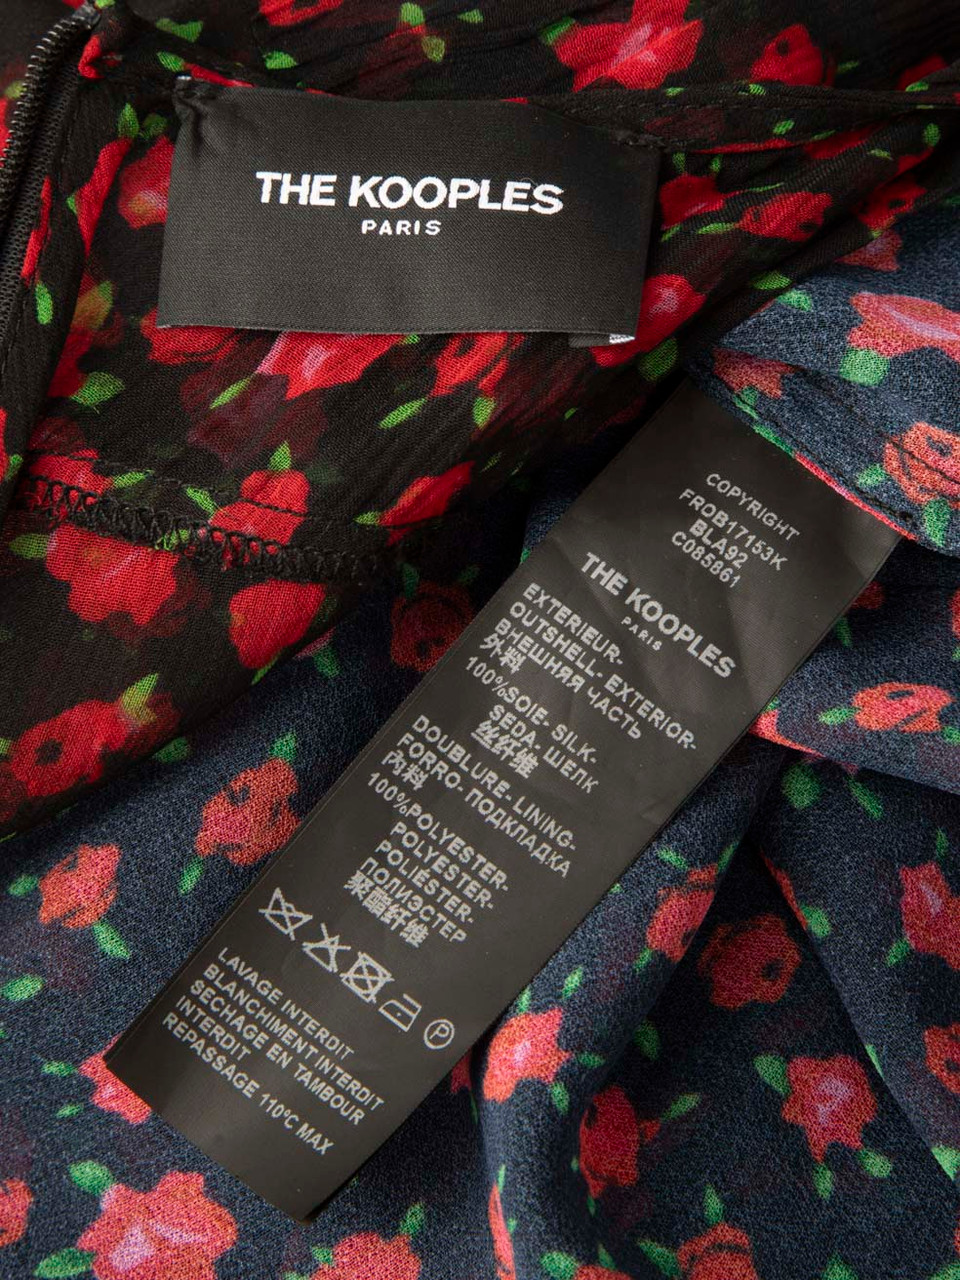 THE KOOPLES
PARIS
COPYRIGHT
FROB17153K
BLA92
C085861
THE KOOPLES
PARIS
EXTERIEUR-
OUTSHELL- EXTERIOR-
ВНЕШНЯЯ ЧАСТЬ
外料
100%SOIE- SILK-
SEDA- ШЕЛК
丝纤维
DOUBLURE- LINING-
FORRO- ПОДКЛАДКА
内料
100%POLYESTER-
POLYESTER-
POLIÉSTER-
ПОЛИЭСТЕР
聚酯纤维
P
LAVAGE INTERDIT
BLANCHIMENT INTERDIT
SECHAGE EN TAMBOUR
INTERDIT
REPASSAGE 110°C MAX